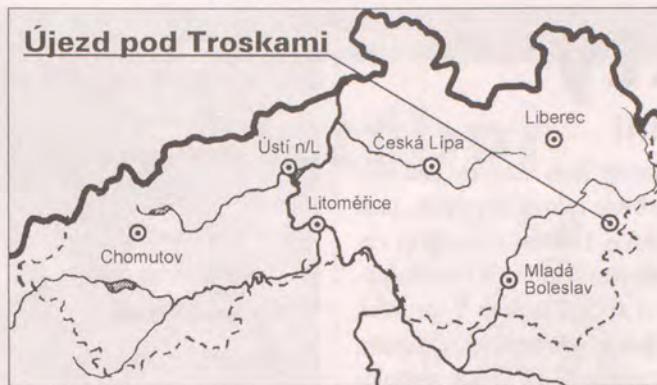 Újezd pod Troskami
Liberec
Ústí n/L
Česká Lípa
Litoměřice
Chomutov
Mladá
Boleslav